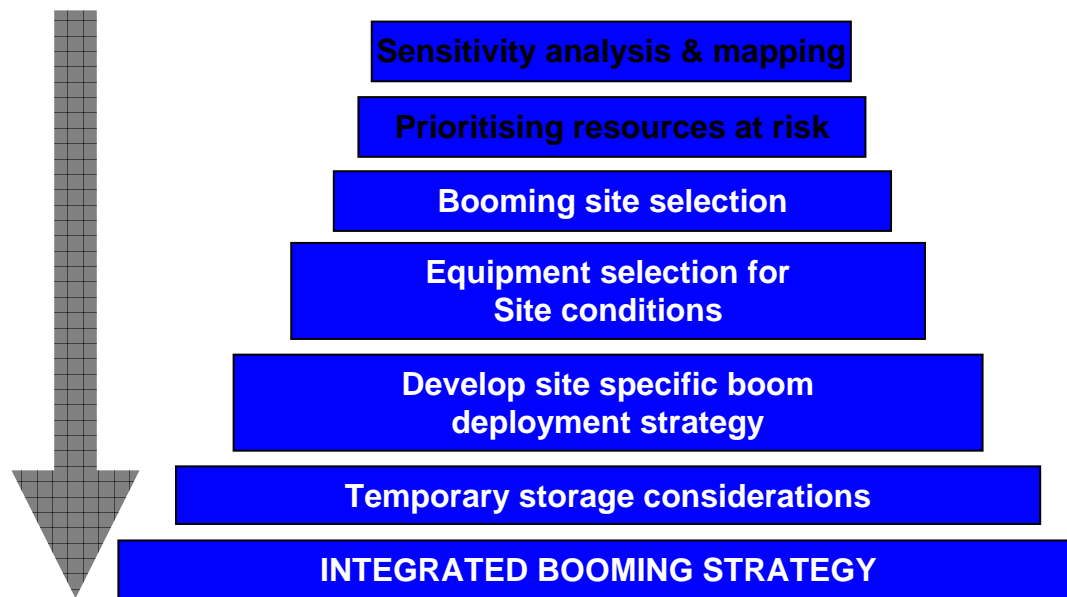 Sensitivity analysis & mapping
Prioritising resources at risk
Booming site selection
Equipment selection for
Site conditions
Develop site specific boom
deployment strategy
Temporary storage considerations
INTEGRATED BOOMING STRATEGY